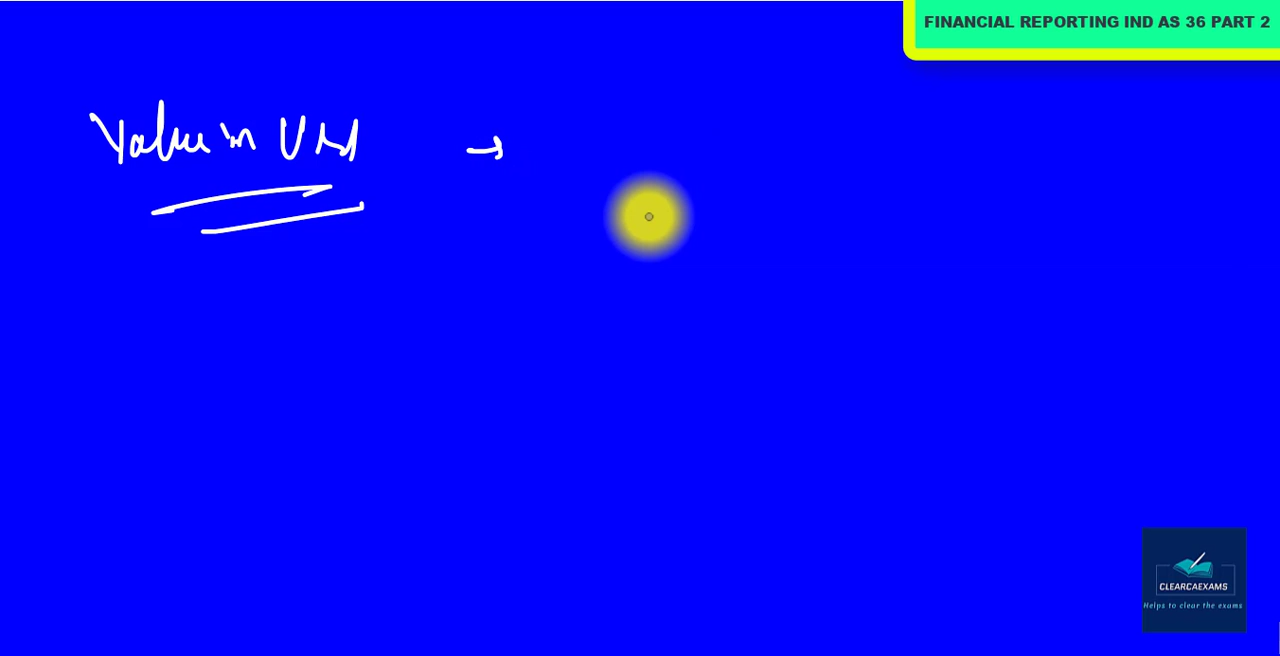 FINANCIAL REPORTING IND AS 36 PART 2
Value in Use →
CLEARCAEXAMS
Helps to clear the exams